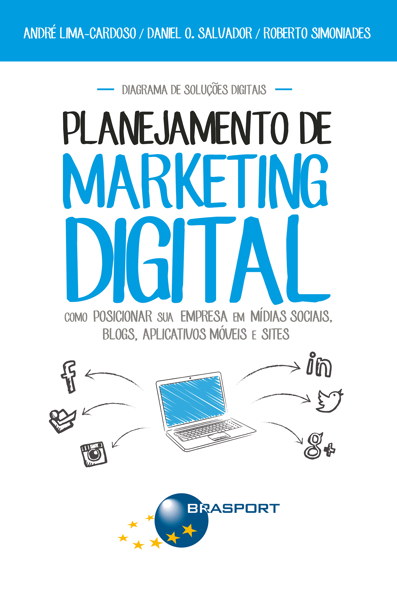 ANDRÉ LIMA-CARDOSO / DANIEL O. SALVADOR / ROBERTO SIMONIADES
DIAGRAMA DE SOLUÇÕES DIGITAIS
PLANEJAMENTO DE
MARKETING
DIGITAL
COMO POSICIONAR SUA EMPRESA EM MÍDIAS SOCIAIS,
BLOGS, APLICATIVOS MÓVEIS E SITES
f
in
g+
BRASPORT